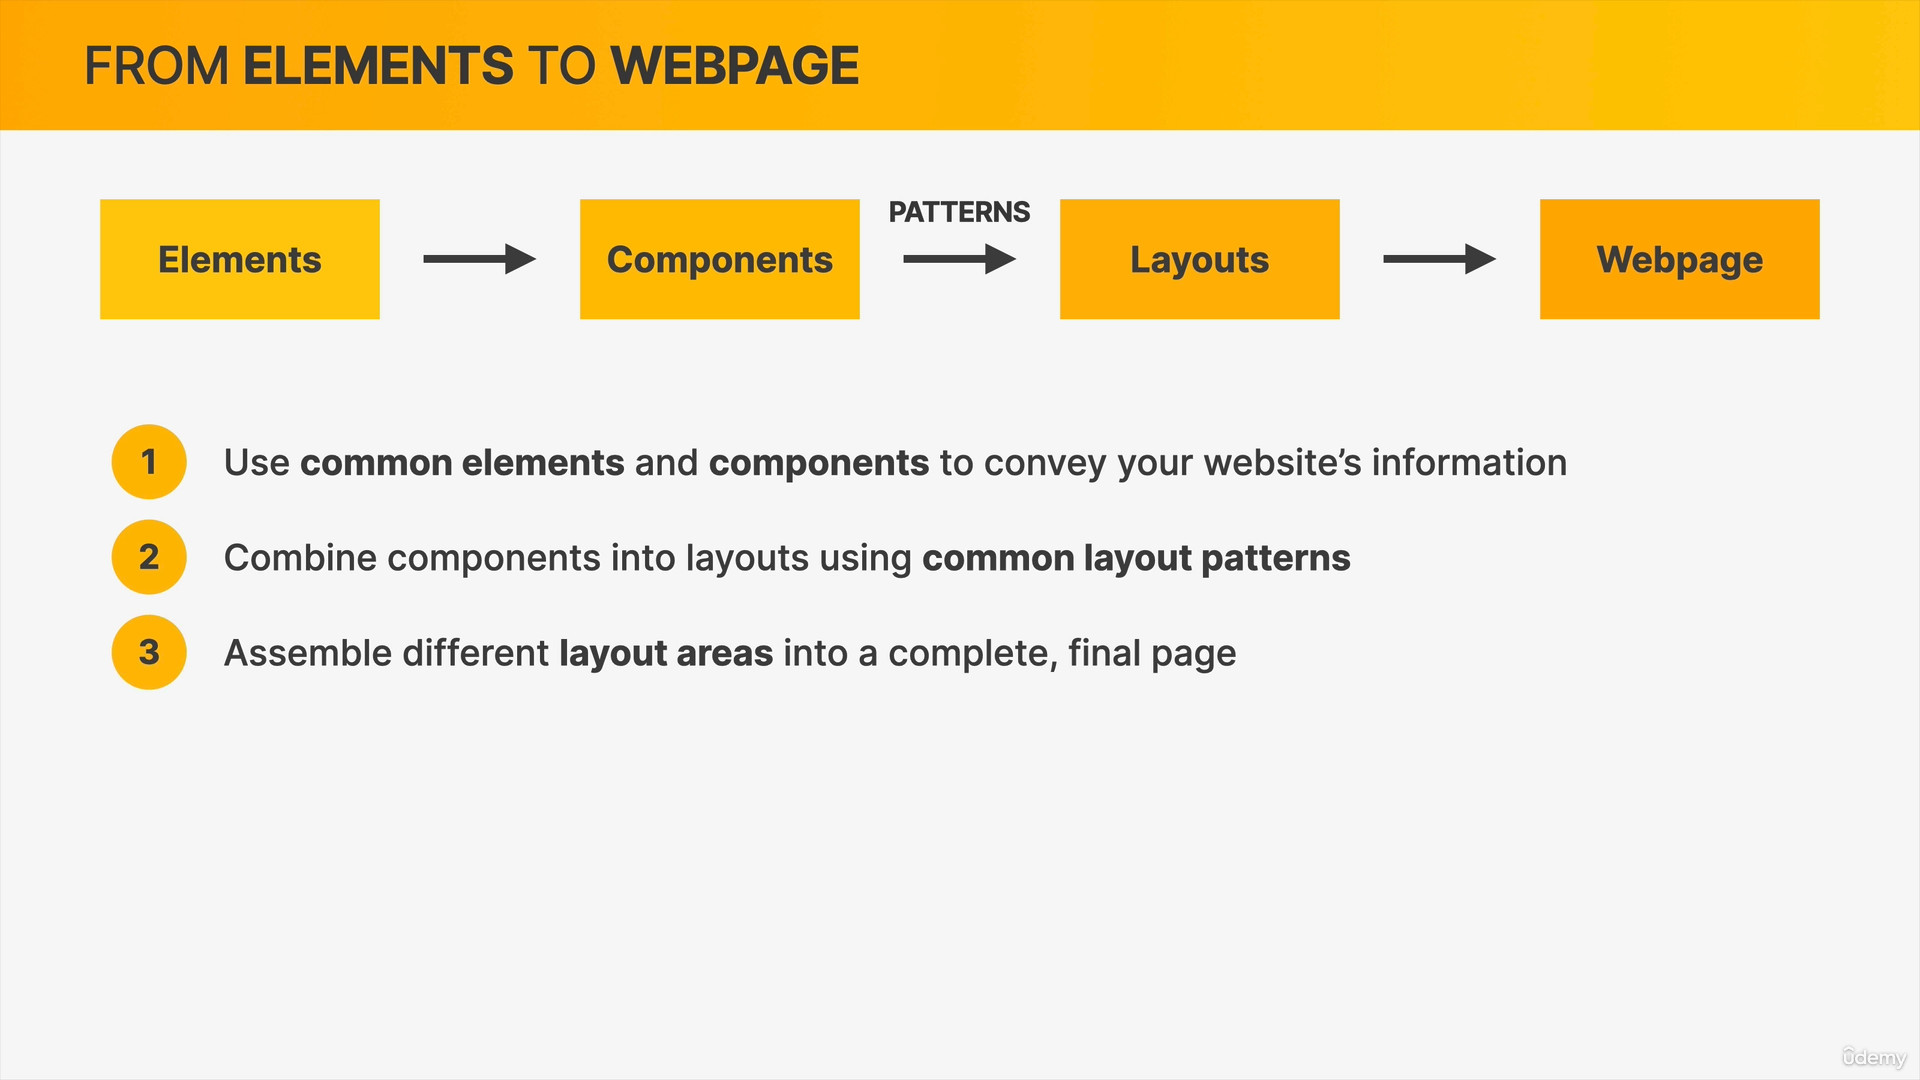 FROM ELEMENTS TO WEBPAGE
PATTERNS
Elements
Components
Layouts
Webpage
1 Use common elements and components to convey your website’s information
2 Combine components into layouts using common layout patterns
3 Assemble different layout areas into a complete, final page
ûdemy